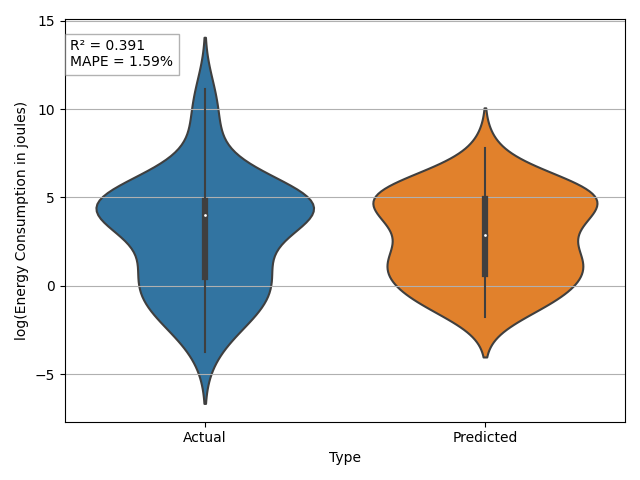 15
R² = 0.391
MAPE = 1.59%
10
5
0
−5
log(Energy Consumption in joules)
Actual
Predicted
Type